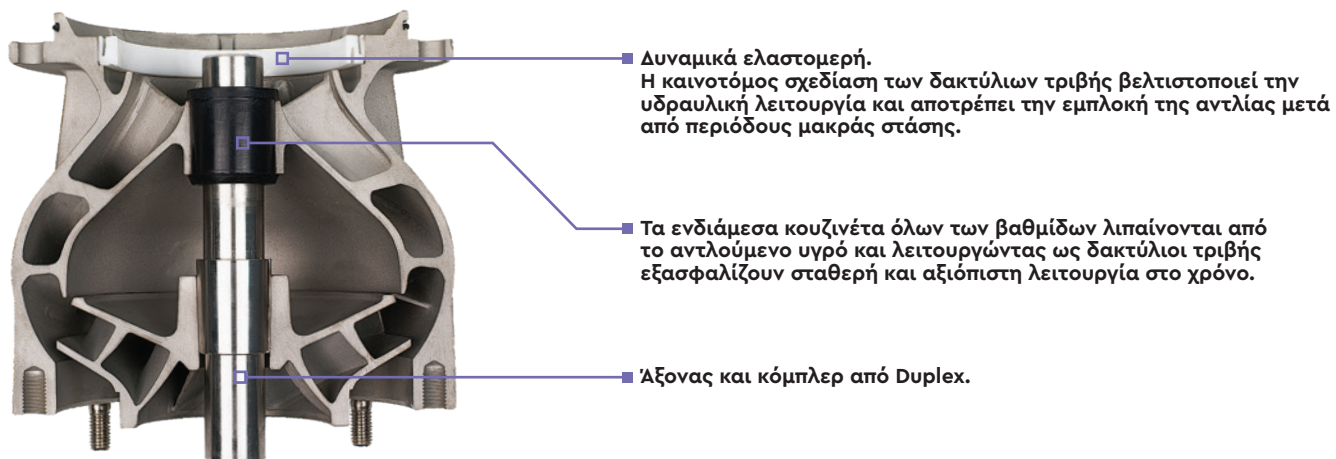 Δυναμικά ελαστομερή.
Η καινοτόμος σχεδίαση των δακτύλιων τριβής βελτιστοποιεί την
υδραυλική λειτουργία και αποτρέπει την εμπλοκή της αντλίας μετά
από περιόδους μακράς στάσης.
Τα ενδιάμεσα κουζινέτα όλων των βαθμίδων λιπαίνονται από
το αντλούμενο υγρό και λειτουργώντας ως δακτύλιοι τριβής
εξασφαλίζουν σταθερή και αξιόπιστη λειτουργία στο χρόνο.
Άξονας και κόμπλερ από Duplex.